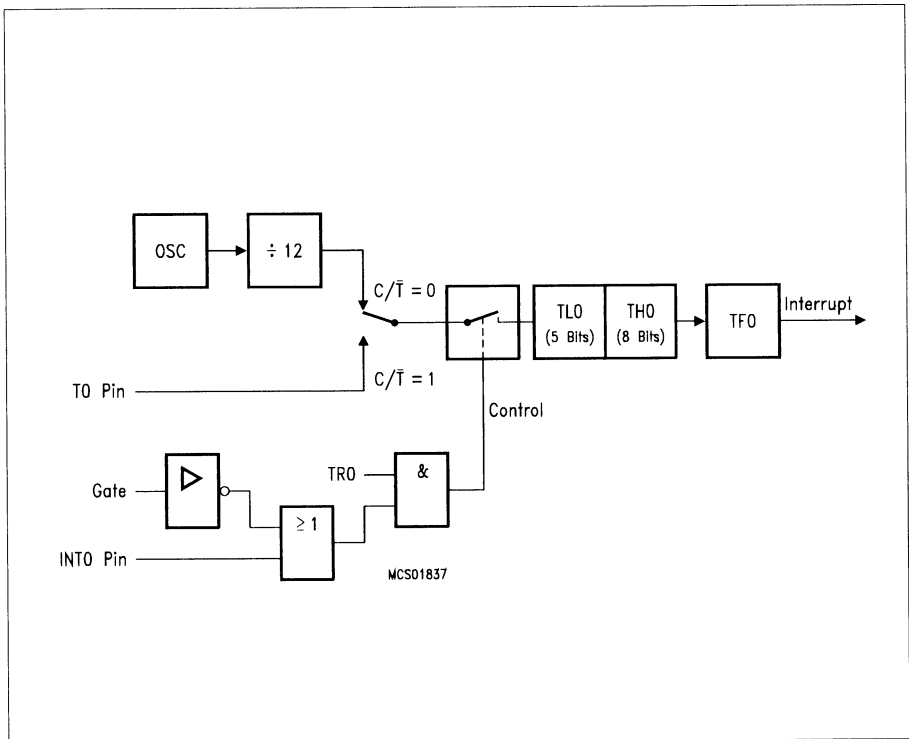 OSC
÷ 12
C/T̅ = 0
TL0
(5 Bits)
TH0
(8 Bits)
TF0
Interrupt
T0 Pin
C/T̅ = 1
Control
TR0
&
Gate
≥ 1
INT0 Pin
MCS01837